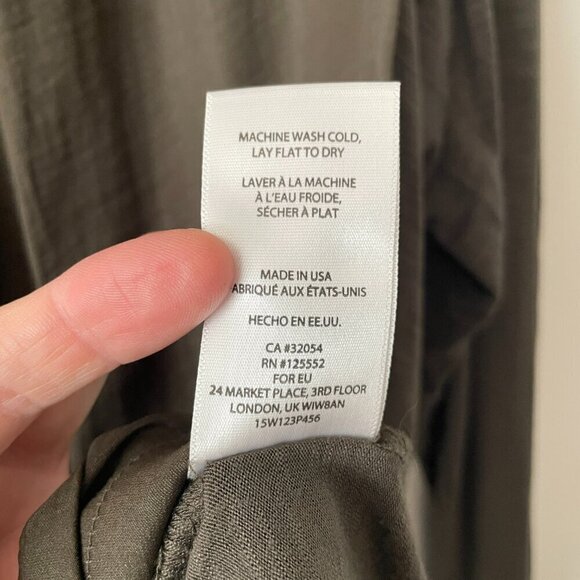 MACHINE WASH COLD,
LAY FLAT TO DRY
LAVER À LA MACHINE
À L'EAU FROIDE,
SÉCHER À PLAT
MADE IN USA
ABRIQUÉ AUX ÉTATS-UNIS
HECHO EN EE.UU.
CA #32054
RN #125552
FOR EU
24 MARKET PLACE, 3RD FLOOR
LONDON, UK WIW8AN
15W123P456